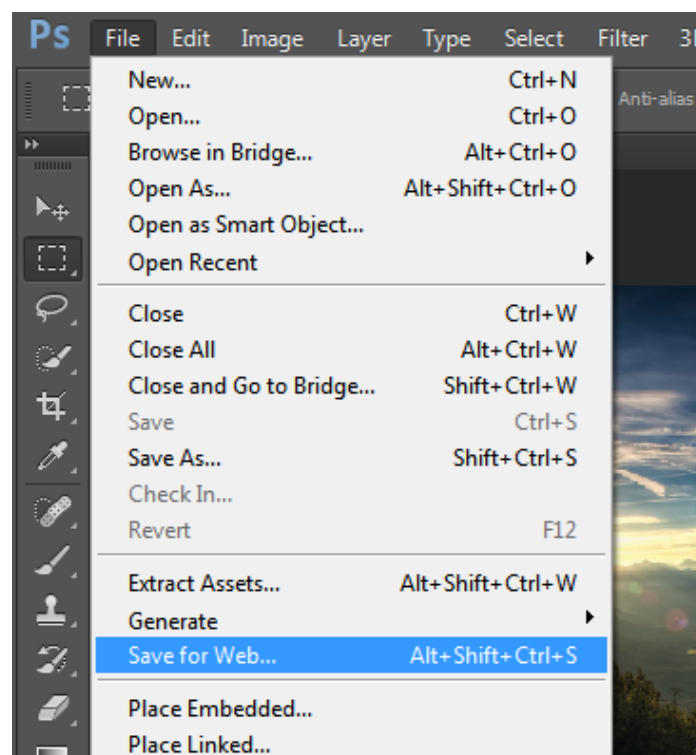 Ps File Edit Image Layer Type Select Filter
Anti-alias
New... Ctrl+N
Open... Ctrl+O
Browse in Bridge... Alt+Ctrl+O
Open As... Alt+Shift+Ctrl+O
Open as Smart Object...
Open Recent
Close Ctrl+W
Close All Alt+Ctrl+W
Close and Go to Bridge... Shift+Ctrl+W
Save Ctrl+S
Save As... Shift+Ctrl+S
Check In...
Revert F12
Extract Assets... Alt+Shift+Ctrl+W
Generate
Save for Web... Alt+Shift+Ctrl+S
Place Embedded...
Place Linked...